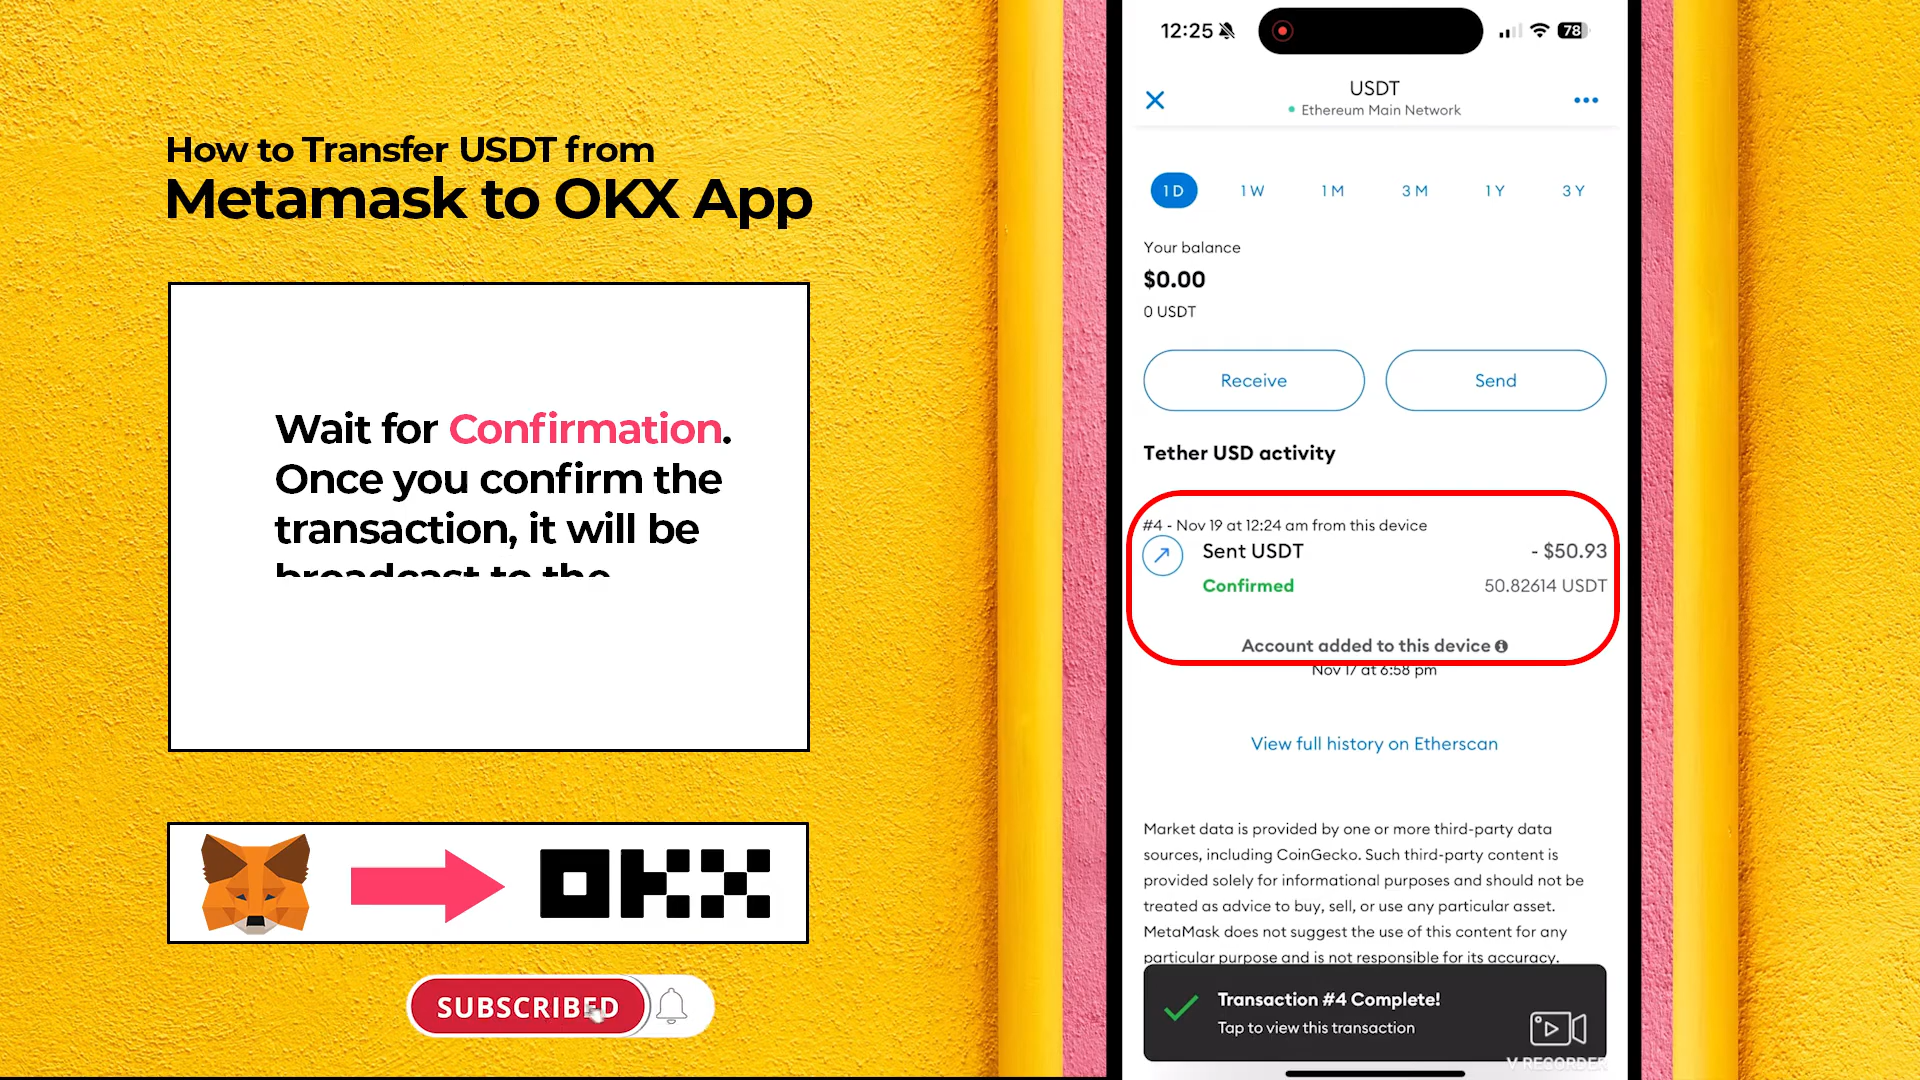 How to Transfer USDT from
Metamask to OKX App
Wait for Confirmation.
Once you confirm the
transaction, it will be
broadcast to the
OKX
SUBSCRIBED
12:25
78
USDT
Ethereum Main Network
1D 1W 1M 3M 1Y 3Y
Your balance
$0.00
0 USDT
Receive Send
Tether USD activity
#4 - Nov 19 at 12:24 am from this device
Sent USDT - $50.93
Confirmed 50.82614 USDT
Account added to this device
Nov 17 at 6:58 pm
View full history on Etherscan
Market data is provided by one or more third-party data
sources, including CoinGecko. Such third-party content is
provided solely for informational purposes and should not be
treated as advice to buy, sell, or use any particular asset.
MetaMask does not suggest the use of this content for any
particular purpose and is not responsible for its accuracy.
Transaction #4 Complete!
Tap to view this transaction
V RECORDER